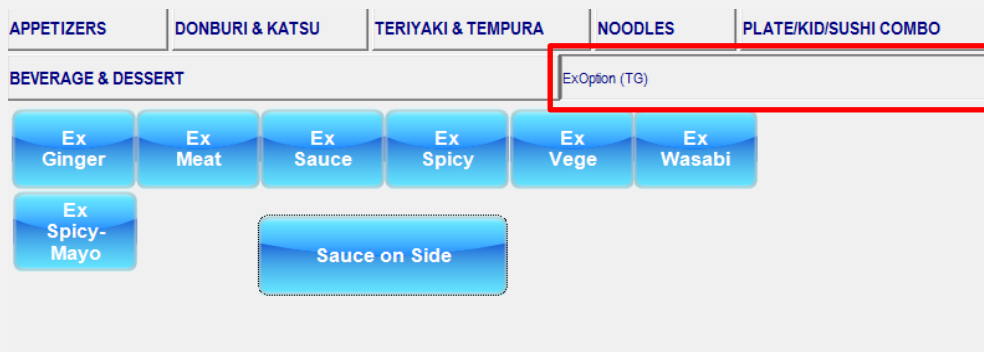 APPETIZERS DONBURI & KATSU TERIYAKI & TEMPURA NOODLES PLATE/KID/SUSHI COMBO
BEVERAGE & DESSERT ExOption (TG)
Ex Ginger
Ex Meat
Ex Sauce
Ex Spicy
Ex Vege
Ex Wasabi
Ex Spicy-Mayo
Sauce on Side